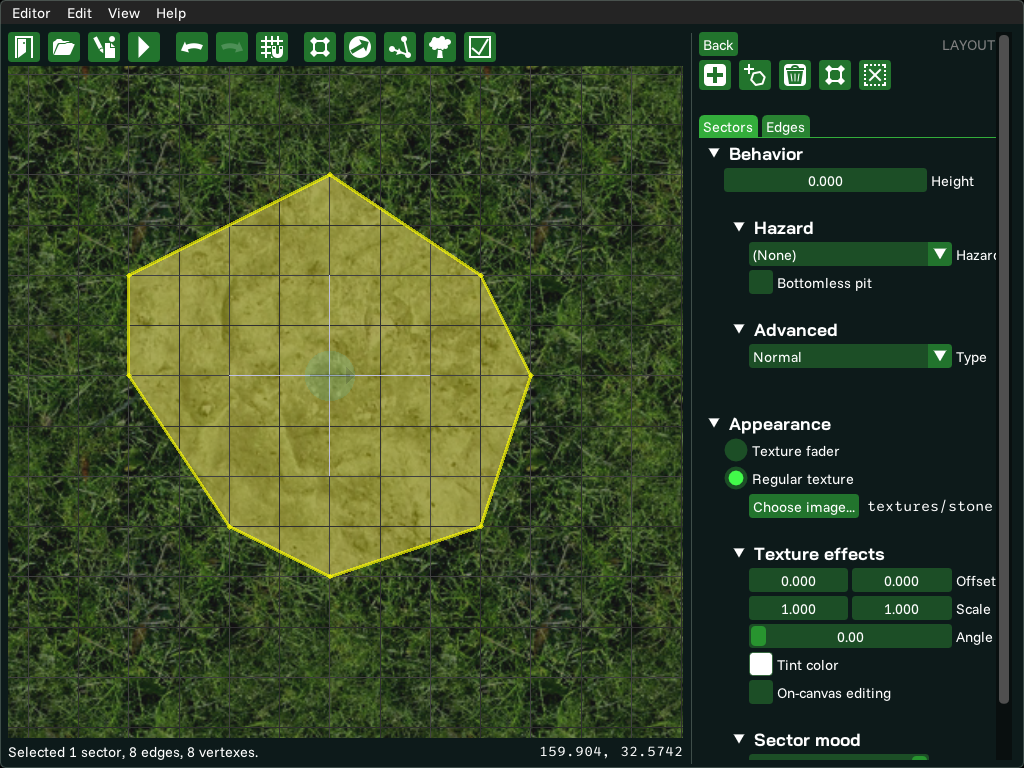 Editor Edit View Help
Back LAYOUT
Sectors Edges
Behavior
0.000 Height
Hazard
(None) Hazard
Bottomless pit
Advanced
Normal Type
Appearance
Texture fader
Regular texture
Choose image... textures/stone
Texture effects
0.000 0.000 Offset
1.000 1.000 Scale
0.00 Angle
Tint color
On-canvas editing
Sector mood
Selected 1 sector, 8 edges, 8 vertexes. 159.904, 32.5742